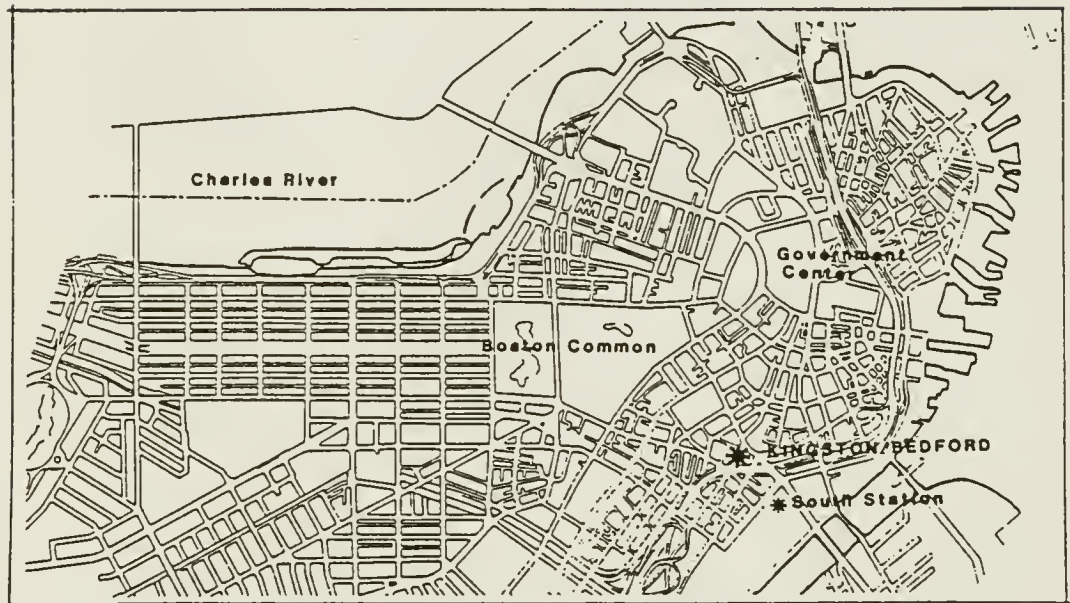 Charles River
Government
Center
Boston Common
KINGSTON/BEDFORD
South Station